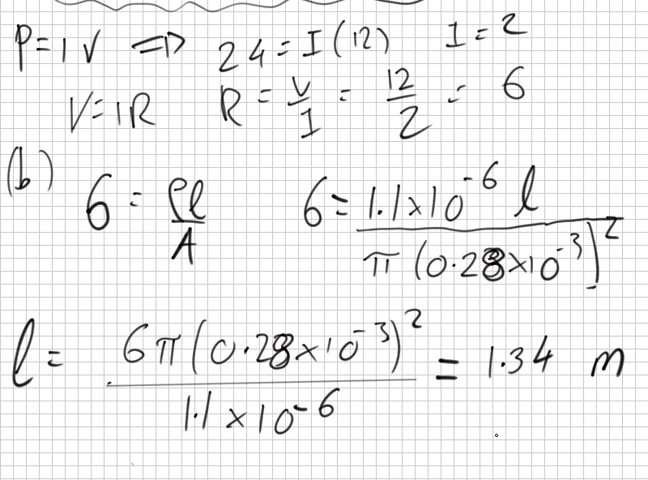 P = IV ⇒ 24 = I(12) I = 2
V = IR R = V/I = 12/2 = 6
(b) 6 = ρl/A 6 = 1.1×10⁻⁶ l / π(0.28×10⁻³)²
l = 6π(0.28×10⁻³)² / 1.1×10⁻⁶ = 1.34 m